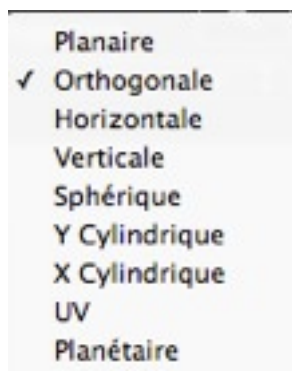 Planaire
✓ Orthogonale
Horizontale
Verticale
Sphérique
Y Cylindrique
X Cylindrique
UV
Planétaire